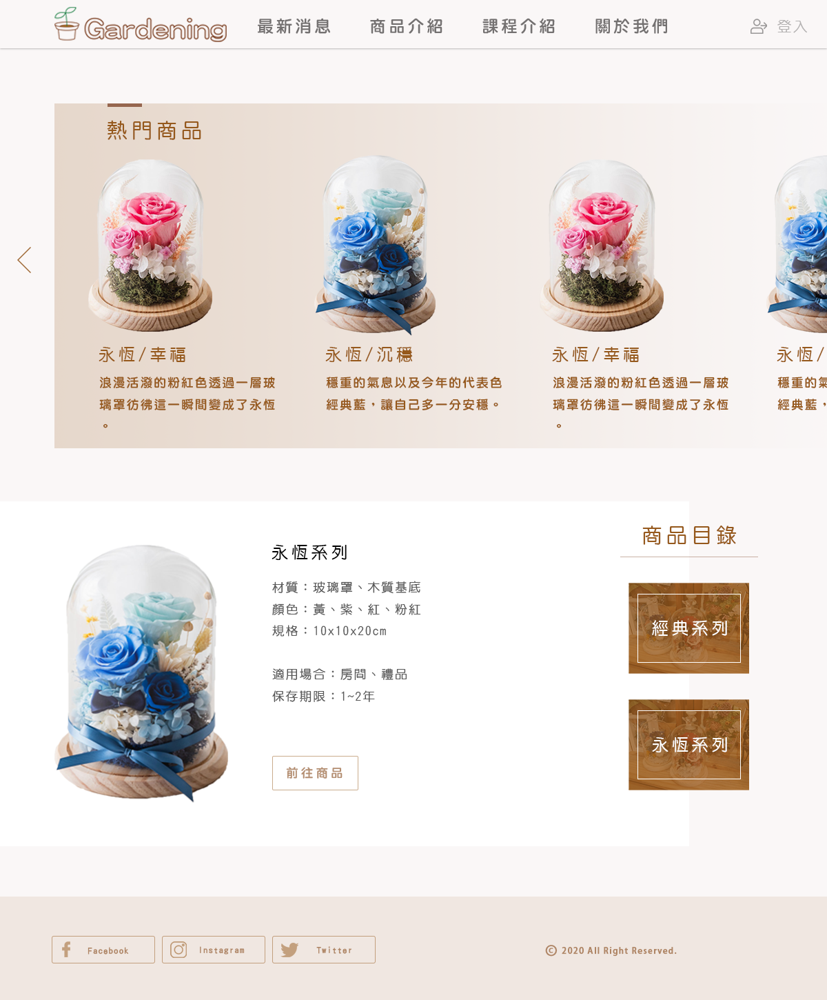 Gardening
最新消息
商品介紹
課程介紹
關於我們
登入
熱門商品
永恆/幸福
浪漫活潑的粉紅色透過一層玻
璃罩彷彿這一瞬間變成了永恆
。
永恆/沉穩
穩重的氣息以及今年的代表色
經典藍，讓自己多一分安穩。
永恆/幸福
浪漫活潑的粉紅色透過一層玻
璃罩彷彿這一瞬間變成了永恆
。
永恆/
穩重的氣
經典藍，
永恆系列
材質：玻璃罩、木質基底
顏色：黃、紫、紅、粉紅
規格：10x10x20cm
適用場合：房間、禮品
保存期限：1~2年
前往商品
商品目錄
經典系列
永恆系列
Facebook
Instagram
Twitter
© 2020 All Right Reserved.